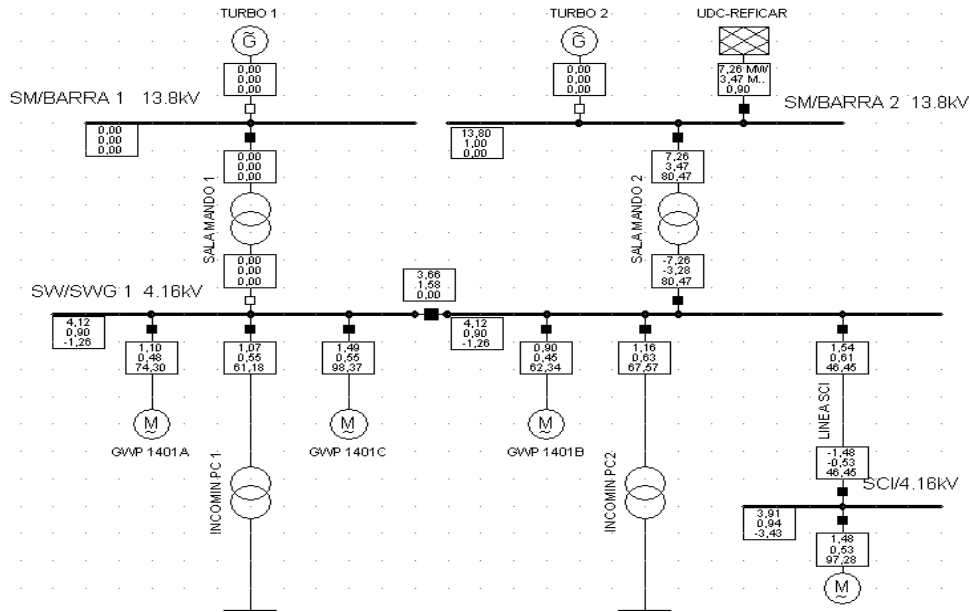 TURBO 1
TURBO 2
UDC-REFICAR
G
G
0,00
0,00
0,00
0,00
0,00
0,00
7,26 MW
3,47 M..
0,90
SM/BARRA 1 13.8kV
SM/BARRA 2 13.8kV
0,00
0,00
0,00
13,80
1,00
0,00
0,00
0,00
0,00
7,26
3,47
80,47
SALA MANDO 1
SALA MANDO 2
0,00
0,00
0,00
-7,26
-3,28
80,47
3,66
1,58
0,00
SW/SWG 1 4.16kV
4,12
0,90
-1,26
4,12
0,90
-1,26
1,10
0,48
74,30
1,07
0,55
61,18
1,49
0,55
98,37
0,90
0,45
62,34
1,16
0,63
67,57
1,54
0,61
46,45
M
M
M
GWP 1401A
GWP 1401C
GWP 1401B
LINEA SCI
INCOMIN PC 1
INCOMIN PC2
-1,48
-0,53
46,45
SCI/4.16kV
3,91
0,94
-3,43
1,48
0,53
97,28
M